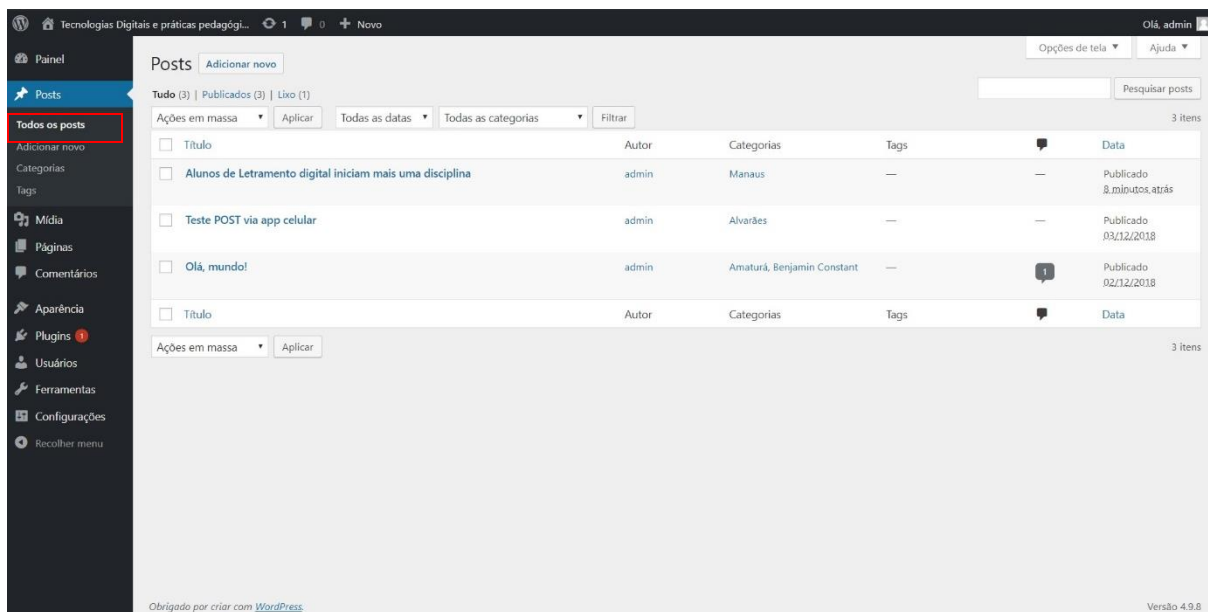 Tecnologias Digitais e práticas pedagógi... 1 0 + Novo Olá, admin
Painel
Posts
Todos os posts
Adicionar novo
Categorias
Tags
Mídia
Páginas
Comentários
Aparência
Plugins 1
Usuários
Ferramentas
Configurações
Recolher menu
Opções de tela ▼ Ajuda ▼
Posts Adicionar novo
Tudo (3) | Publicados (3) | Lixo (1) Pesquisar posts
Ações em massa ▼ Aplicar Todas as datas ▼ Todas as categorias ▼ Filtrar 3 itens
Título Autor Categorias Tags Data
Alunos de Letramento digital iniciam mais uma disciplina admin Manaus — — Publicado
8 minutos atrás
Teste POST via app celular admin Alvarães — — Publicado
03/12/2018
Olá, mundo! admin Amaturá, Benjamin Constant — 1 Publicado
02/12/2018
Título Autor Categorias Tags Data
Ações em massa ▼ Aplicar 3 itens
Obrigado por criar com WordPress. Versão 4.9.8